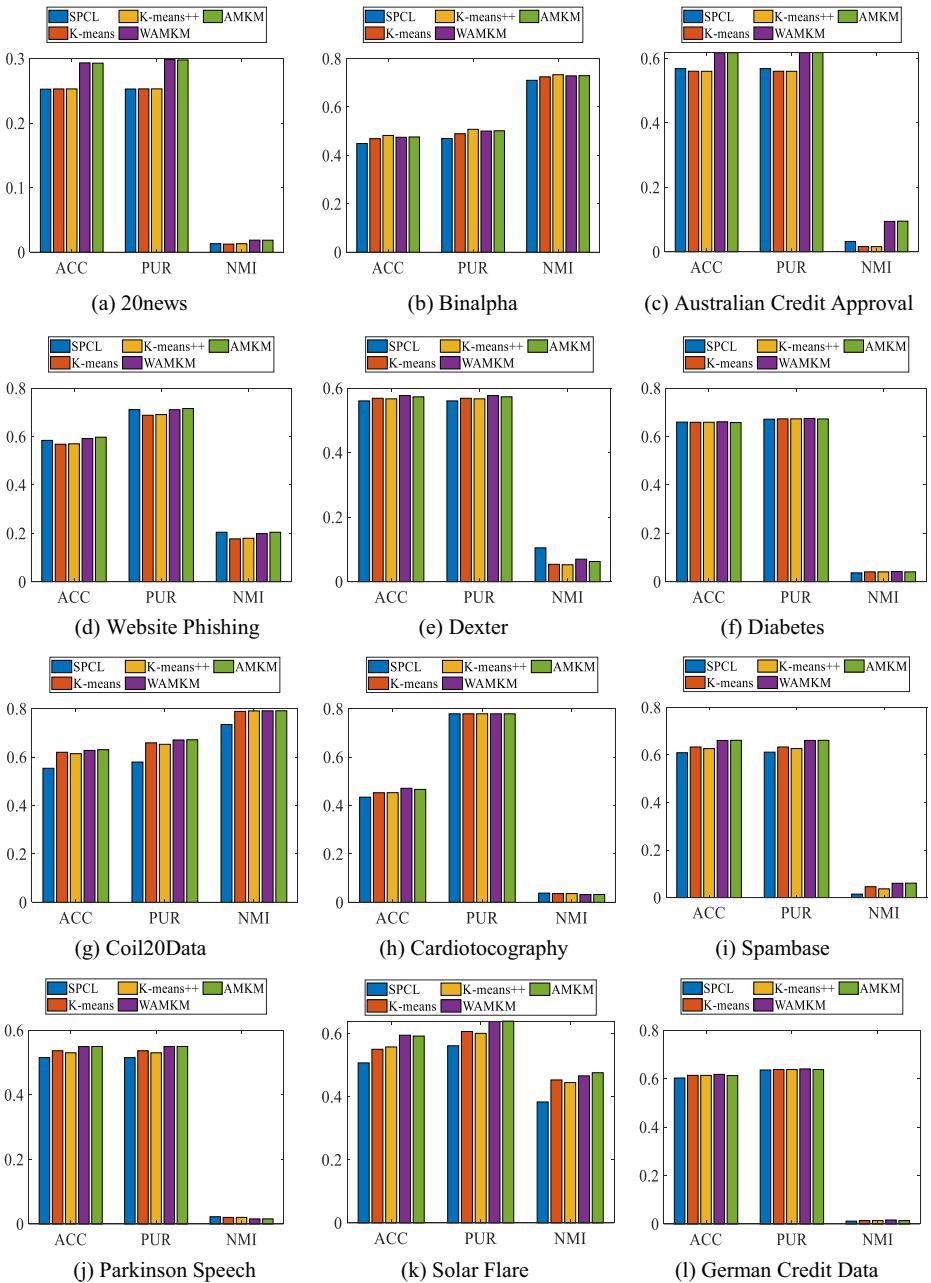 SPCL K-means++ AMKM
K-means WAMKM
0.3
0.2
0.1
0
ACC PUR NMI
(a) 20news
SPCL K-means++ AMKM
K-means WAMKM
0.8
0.6
0.4
0.2
0
ACC PUR NMI
(b) Binalpha
SPCL K-means++ AMKM
K-means WAMKM
0.6
0.4
0.2
0
ACC PUR NMI
(c) Australian Credit Approval
SPCL K-means++ AMKM
K-means WAMKM
0.8
0.6
0.4
0.2
0
ACC PUR NMI
(d) Website Phishing
SPCL K-means++ AMKM
K-means WAMKM
0.6
0.4
0.2
0
ACC PUR NMI
(e) Dexter
SPCL K-means++ AMKM
K-means WAMKM
0.8
0.6
0.4
0.2
0
ACC PUR NMI
(f) Diabetes
SPCL K-means++ AMKM
K-means WAMKM
0.8
0.6
0.4
0.2
0
ACC PUR NMI
(g) Coil20Data
SPCL K-means++ AMKM
K-means WAMKM
0.8
0.6
0.4
0.2
0
ACC PUR NMI
(h) Cardiotocography
SPCL K-means++ AMKM
K-means WAMKM
0.8
0.6
0.4
0.2
0
ACC PUR NMI
(i) Spambase
SPCL K-means++ AMKM
K-means WAMKM
0.6
0.4
0.2
0
ACC PUR NMI
(j) Parkinson Speech
SPCL K-means++ AMKM
K-means WAMKM
0.6
0.4
0.2
0
ACC PUR NMI
(k) Solar Flare
SPCL K-means++ AMKM
K-means WAMKM
0.8
0.6
0.4
0.2
0
ACC PUR NMI
(l) German Credit Data